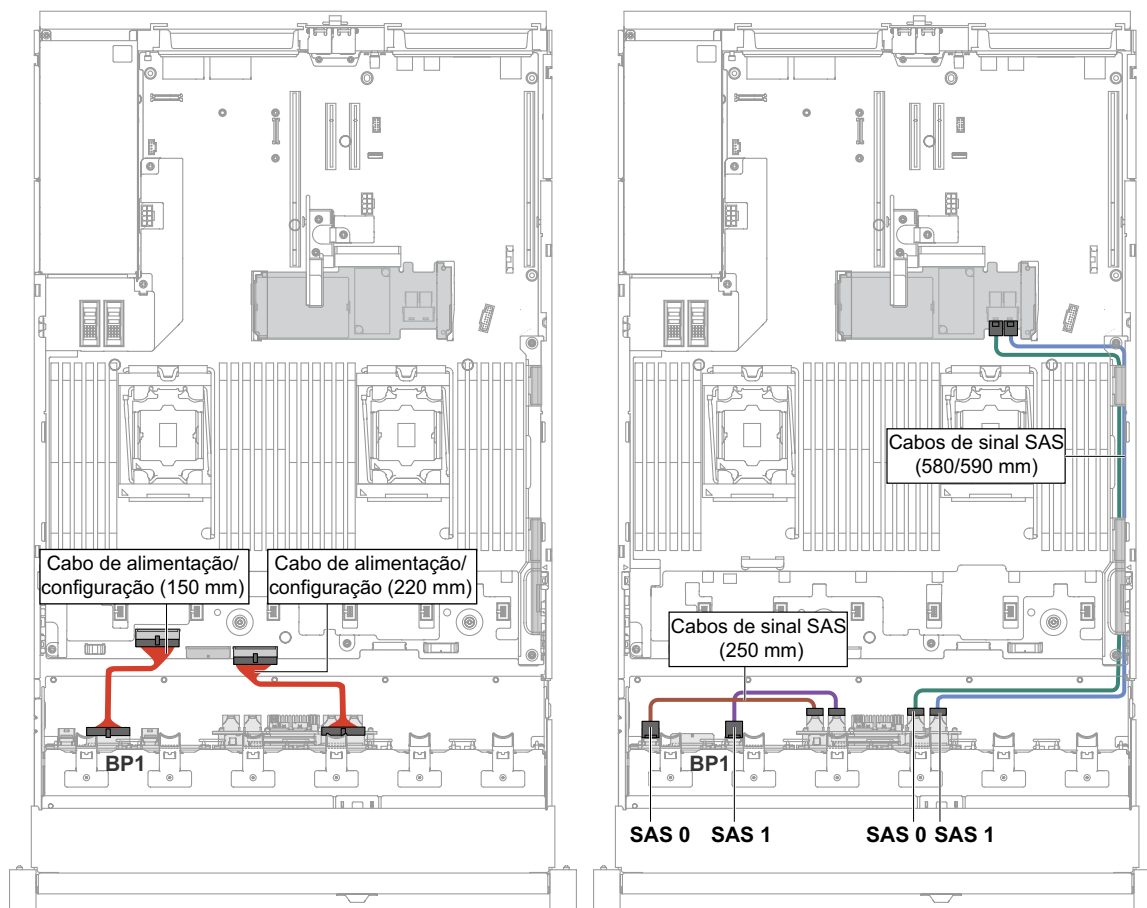 Cabo de alimentação/
configuração (150 mm)
Cabo de alimentação/
configuração (220 mm)
BP1
Cabos de sinal SAS
(580/590 mm)
Cabos de sinal SAS
(250 mm)
BP1
SAS 0
SAS 1
SAS 0
SAS 1